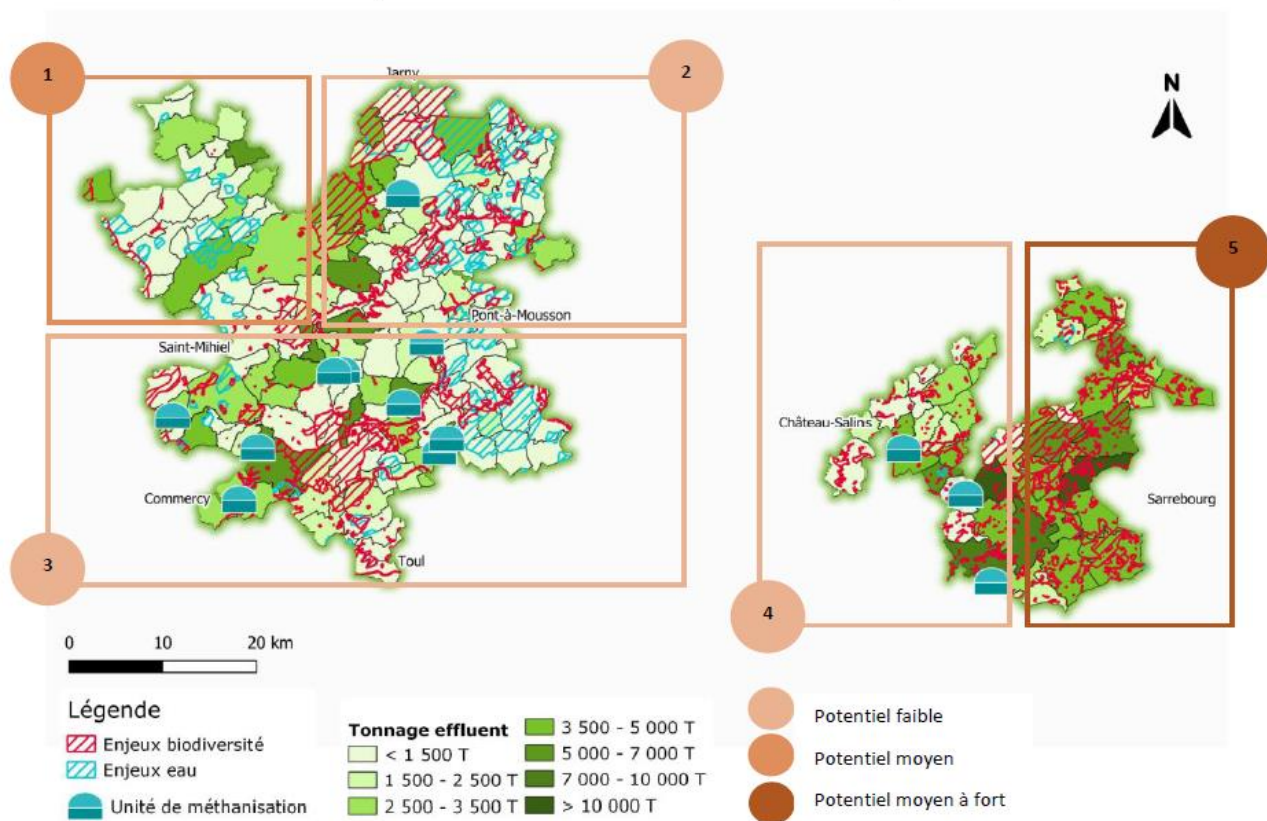 1
2
Jarny
N
5
Pont-à-Mousson
Saint-Mihiel
Château-Salins
Sarrebourg
Commercy
Toul
3
4
0 10 20 km
Légende
Enjeux biodiversité
Enjeux eau
Unité de méthanisation
Tonnage effluent
< 1 500 T
1 500 - 2 500 T
2 500 - 3 500 T
3 500 - 5 000 T
5 000 - 7 000 T
7 000 - 10 000 T
> 10 000 T
Potentiel faible
Potentiel moyen
Potentiel moyen à fort